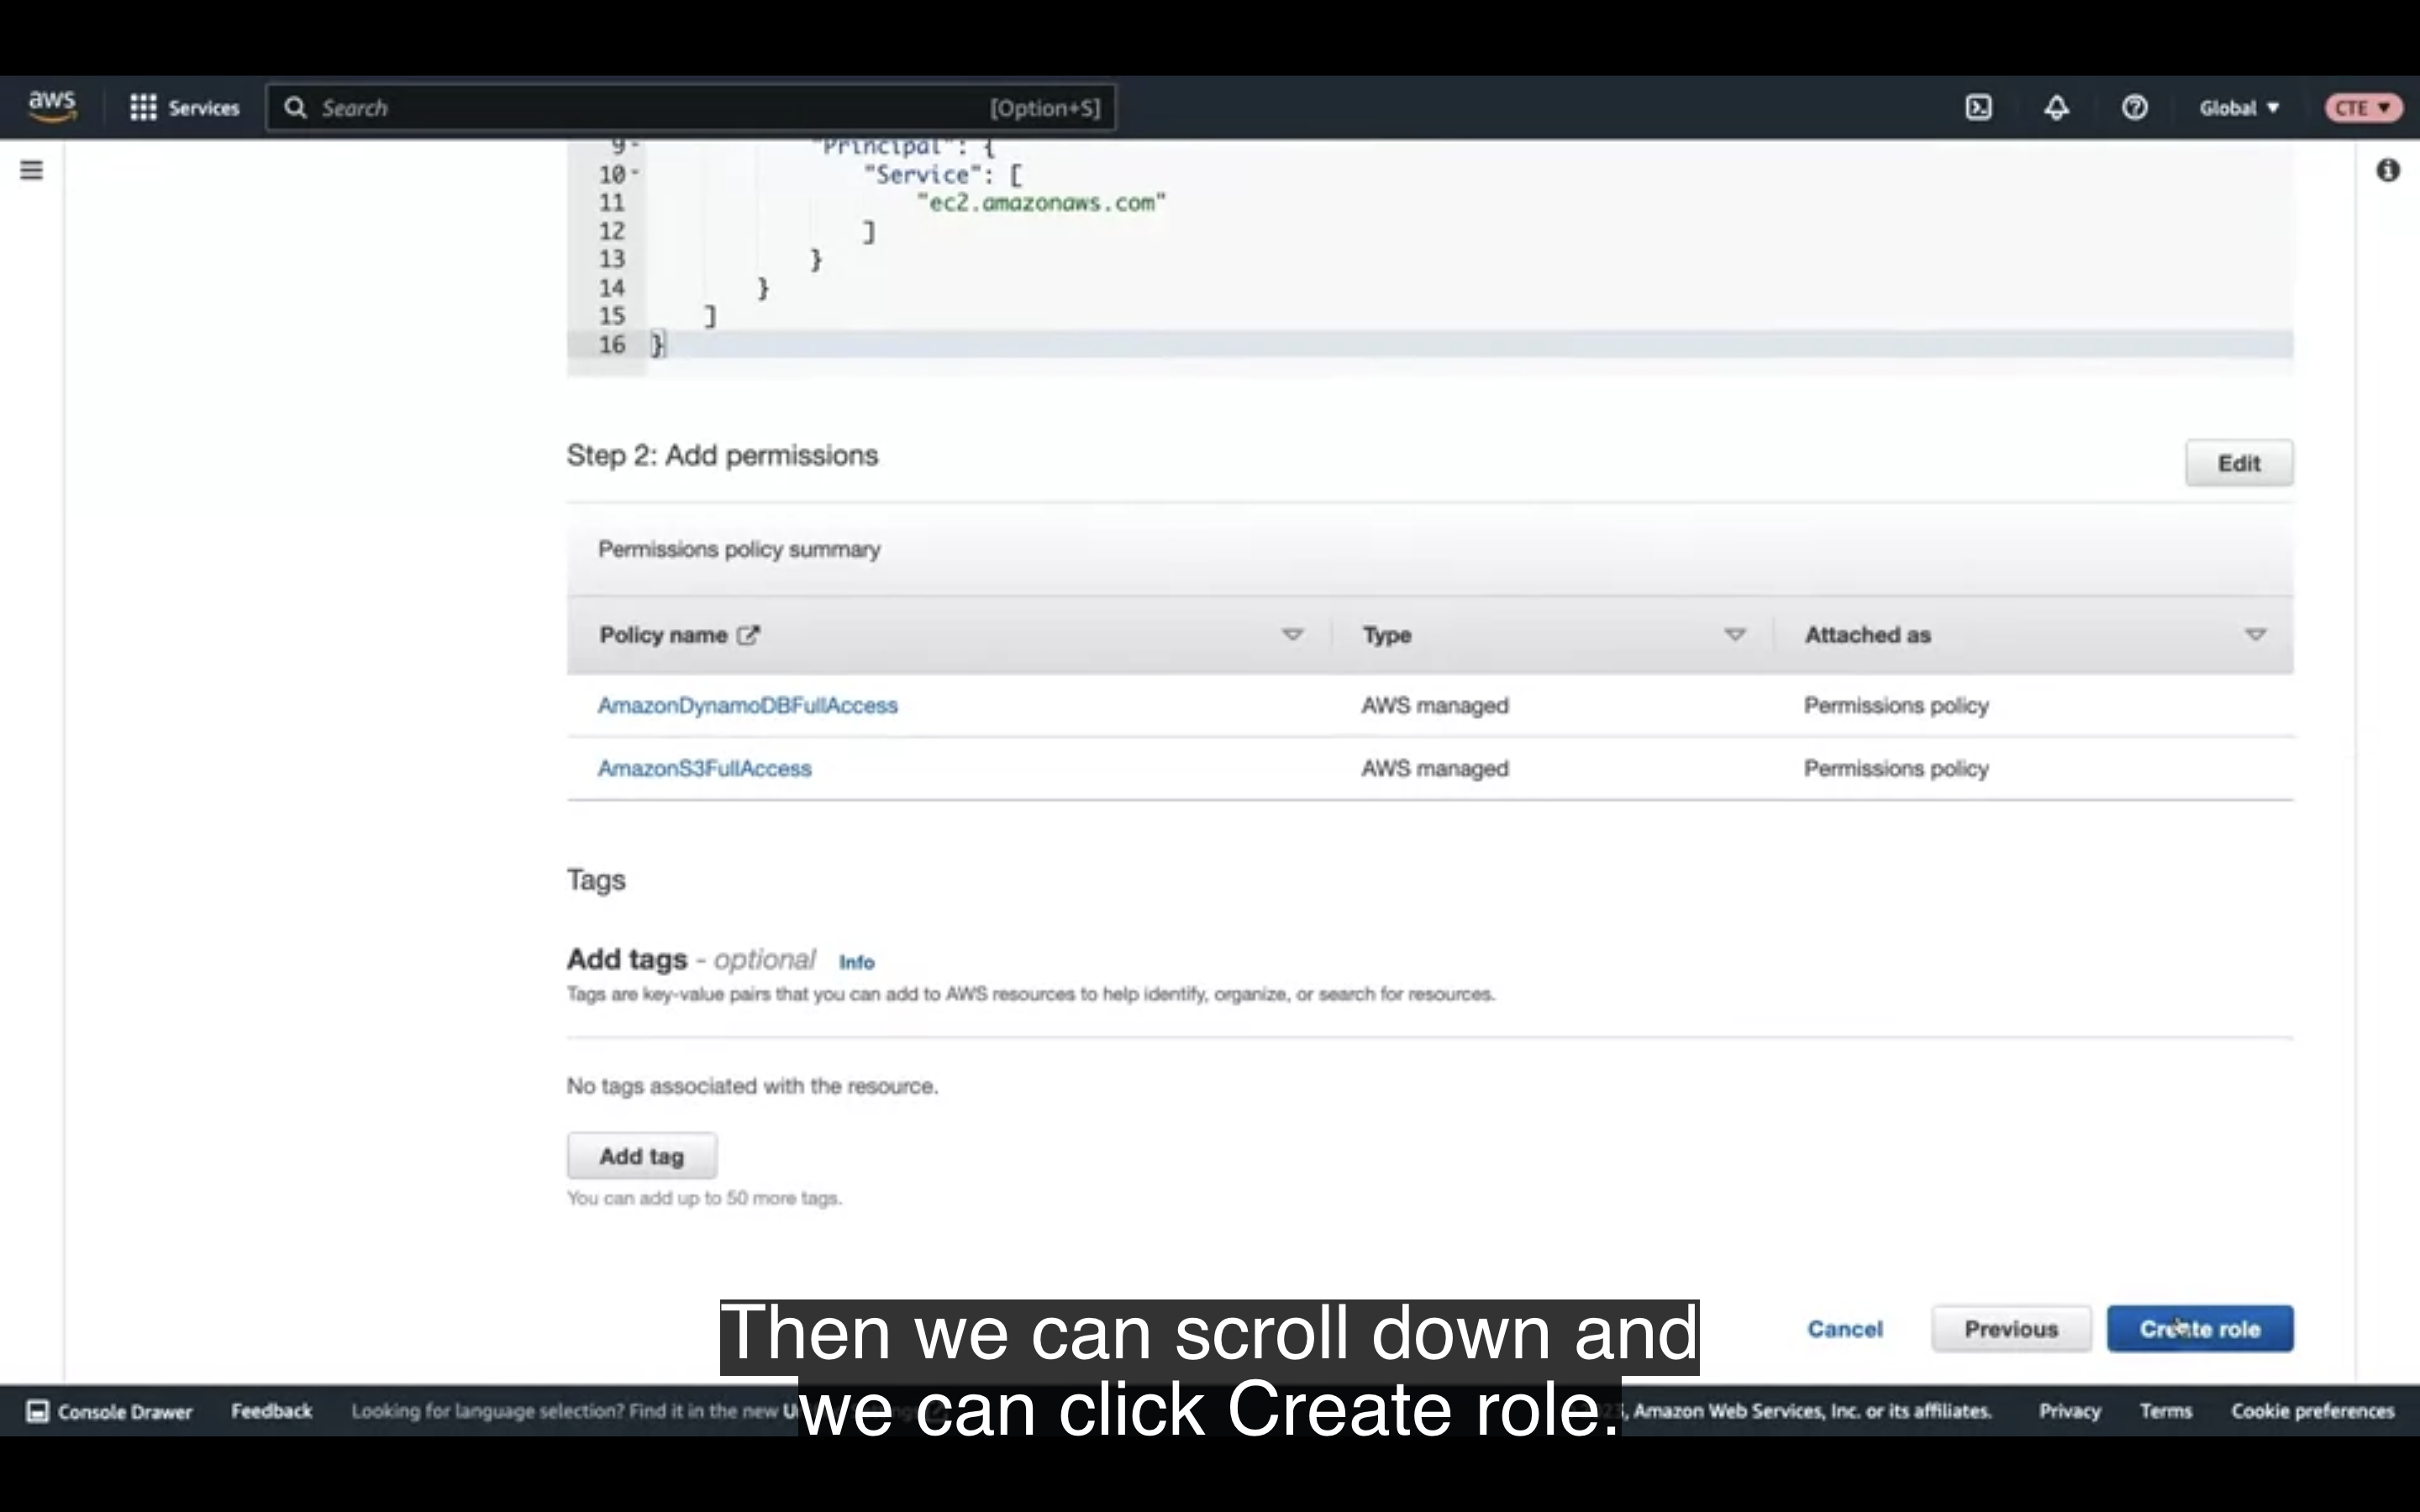 aws
Services
Search
[Option+S]
Global
CTE
9
"Principal": {
10
"Service": [
11
"ec2.amazonaws.com"
12
]
13
}
14
}
15
]
16
}
Step 2: Add permissions
Edit
Permissions policy summary
Policy name
Type
Attached as
AmazonDynamoDBFullAccess
AWS managed
Permissions policy
AmazonS3FullAccess
AWS managed
Permissions policy
Tags
Add tags - optional
Info
Tags are key-value pairs that you can add to AWS resources to help identify, organize, or search for resources.
No tags associated with the resource.
Add tag
You can add up to 50 more tags.
Cancel
Previous
Create role
Then we can scroll down and
we can click Create role.
Console Drawer
Feedback
Looking for language selection? Find it in the new
, Amazon Web Services, Inc. or its affiliates.
Privacy
Terms
Cookie preferences